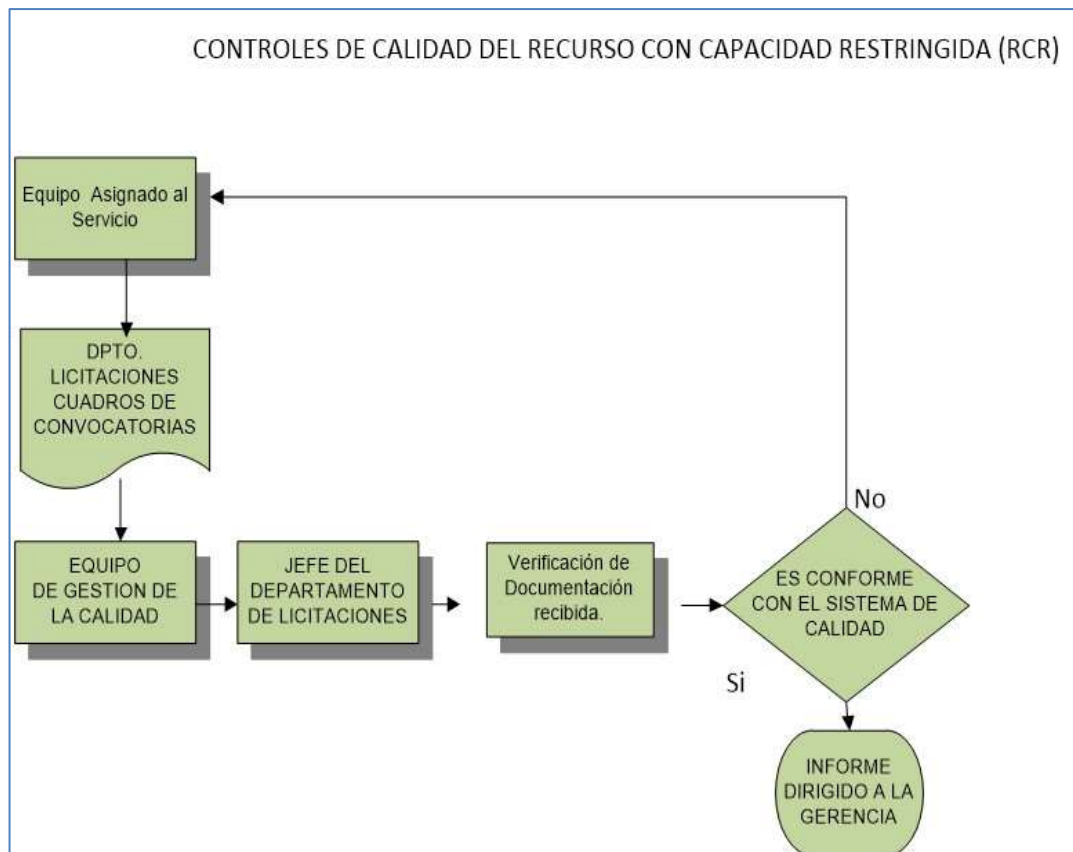 CONTROLES DE CALIDAD DEL RECURSO CON CAPACIDAD RESTRINGIDA (RCR)
Equipo Asignado al
Servicio
DPTO.
LICITACIONES
CUADROS DE
CONVOCATORIAS
EQUIPO
DE GESTION DE
LA CALIDAD
JEFE DEL
DEPARTAMENTO
DE LICITACIONES
Verificación de
Documentación
recibida.
No
ES CONFORME
CON EL SISTEMA DE
CALIDAD
Si
INFORME
DIRIGIDO A LA
GERENCIA